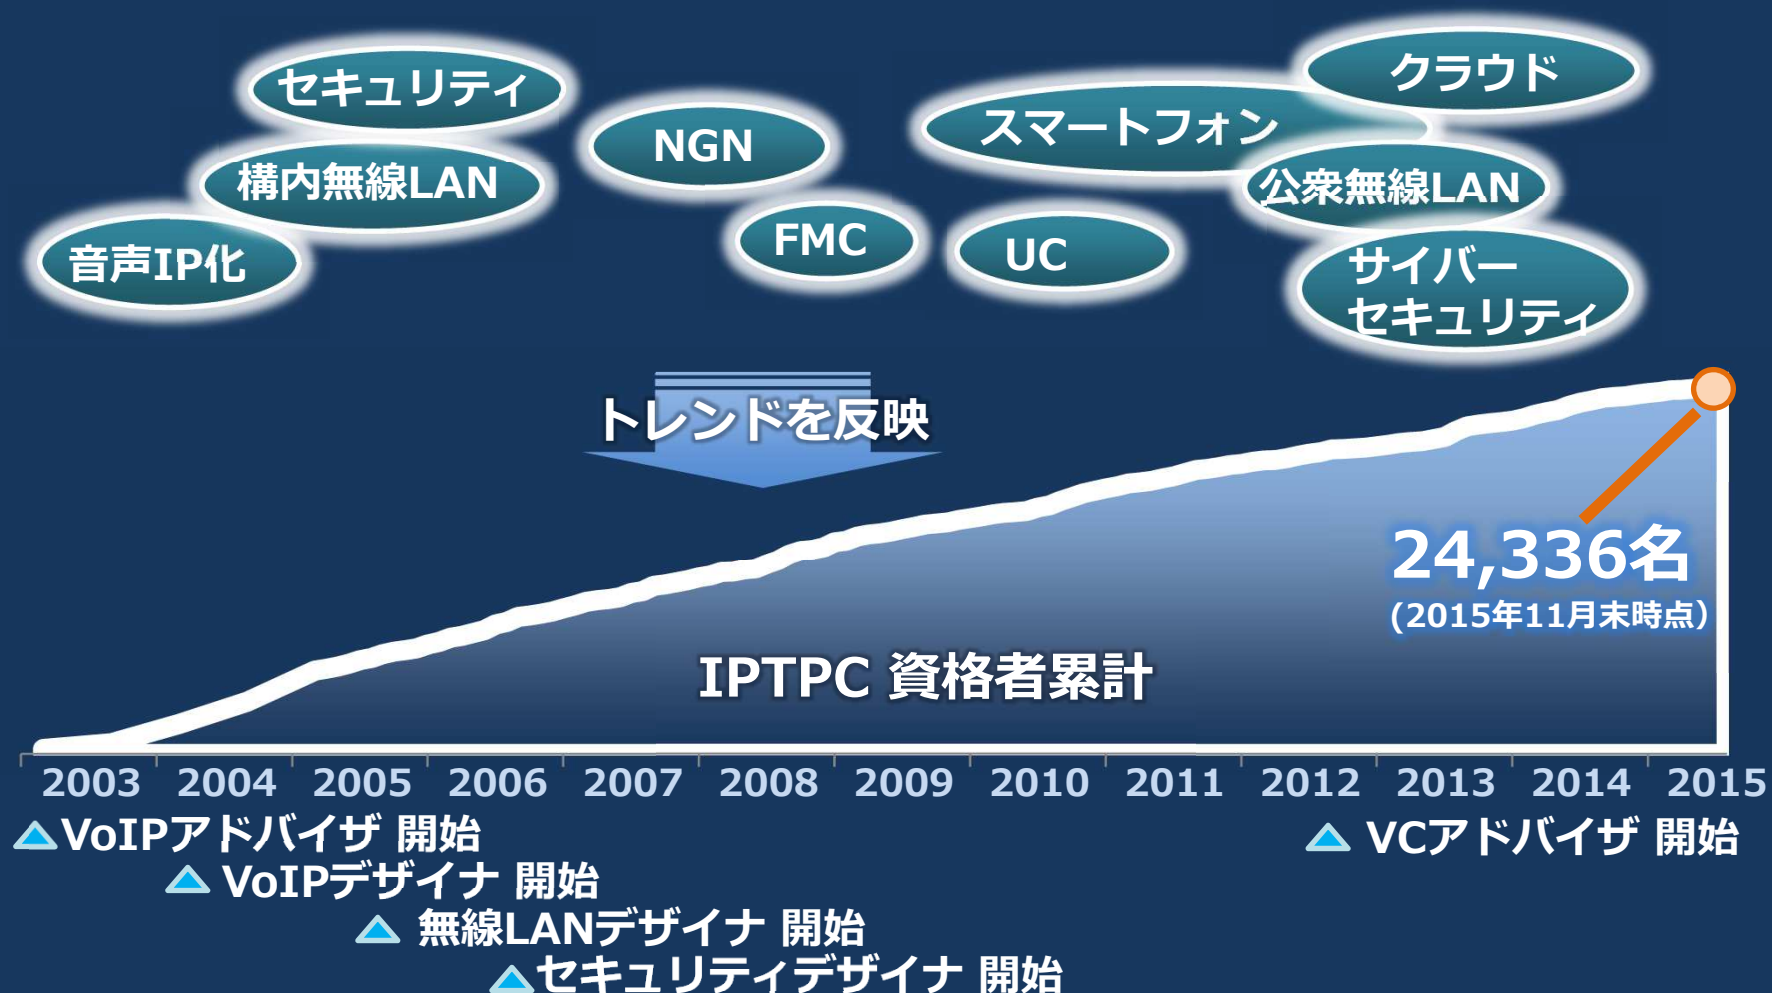 セキュリティ
構内無線LAN
音声IP化
NGN
FMC
スマートフォン
UC
クラウド
公衆無線LAN
サイバー
セキュリティ
トレンドを反映
24,336名
(2015年11月末時点）
IPTPC 資格者累計
2003 2004 2005 2006 2007 2008 2009 2010 2011 2012 2013 2014 2015
VoIPアドバイザ 開始
VCアドバイザ 開始
VoIPデザイナ 開始
無線LANデザイナ 開始
セキュリティデザイナ 開始